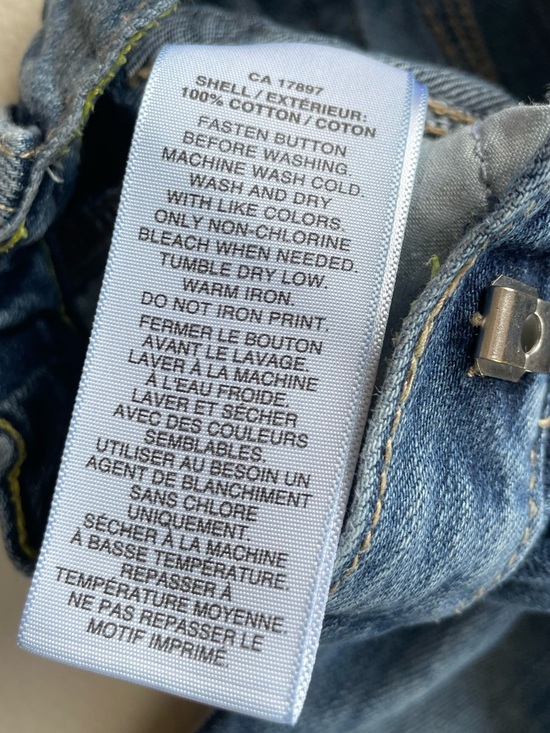 CA 17897
SHELL / EXTÉRIEUR:
100% COTTON / COTON
FASTEN BUTTON
BEFORE WASHING.
MACHINE WASH COLD.
WASH AND DRY
WITH LIKE COLORS.
ONLY NON-CHLORINE
BLEACH WHEN NEEDED.
TUMBLE DRY LOW.
WARM IRON.
DO NOT IRON PRINT.
FERMER LE BOUTON
AVANT LE LAVAGE.
LAVER À LA MACHINE
À L'EAU FROIDE.
LAVER ET SÉCHER
AVEC DES COULEURS
SEMBLABLES.
UTILISER AU BESOIN UN
AGENT DE BLANCHIMENT
SANS CHLORE
UNIQUEMENT.
SÉCHER À LA MACHINE
À BASSE TEMPÉRATURE.
REPASSER À
TEMPÉRATURE MOYENNE.
NE PAS REPASSER LE
MOTIF IMPRIMÉ.